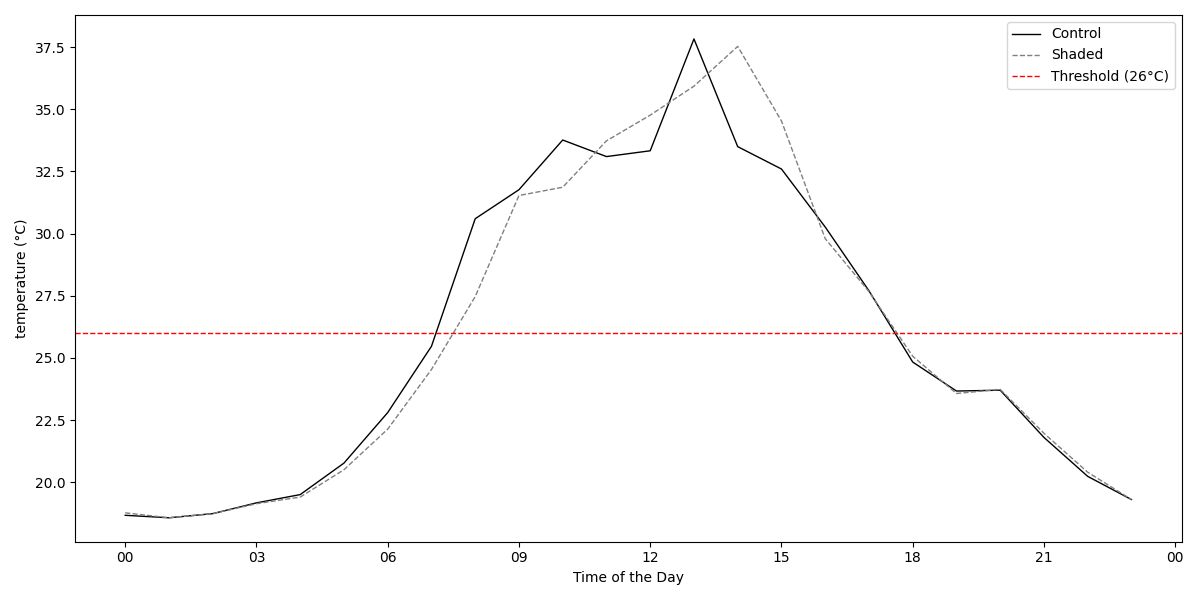 37.5
35.0
32.5
30.0
27.5
25.0
22.5
20.0
temperature (°C)
00 03 06 09 12 15 18 21 00
Time of the Day
Control
Shaded
Threshold (26°C)